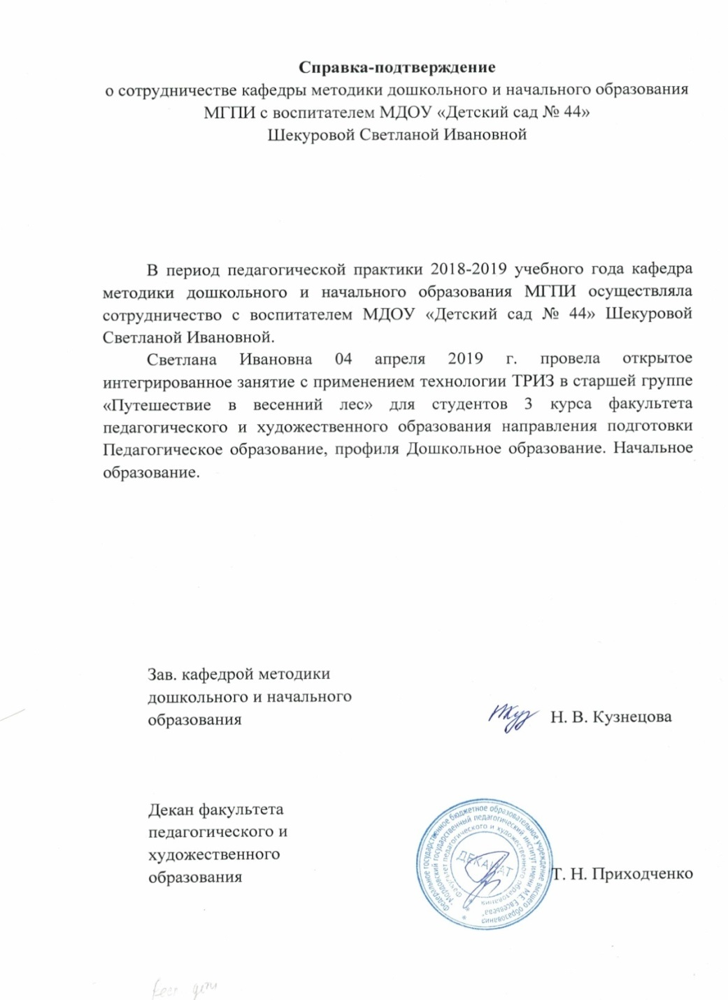 Справка-подтверждение
о сотрудничестве кафедры методики дошкольного и начального образования
МГПИ с воспитателем МДОУ «Детский сад № 44»
Шекуровой Светланой Ивановной
В период педагогической практики 2018-2019 учебного года кафедра
методики дошкольного и начального образования МГПИ осуществляла
сотрудничество с воспитателем МДОУ «Детский сад № 44» Шекуровой
Светланой Ивановной.
Светлана Ивановна 04 апреля 2019 г. провела открытое
интегрированное занятие с применением технологии ТРИЗ в старшей группе
«Путешествие в весенний лес» для студентов 3 курса факультета
педагогического и художественного образования направления подготовки
Педагогическое образование, профиля Дошкольное образование. Начальное
образование.
Зав. кафедрой методики
дошкольного и начального
образования
Н. В. Кузнецова
Декан факультета
педагогического и
художественного
образования
Т. Н. Приходченко
Федеральное государственное бюджетное образовательное учреждение высшего образования
"Мордовский государственный педагогический институт имени М.Е. Евсевьева"
Факультет педагогического и художественного образования
ДЕКАНАТ